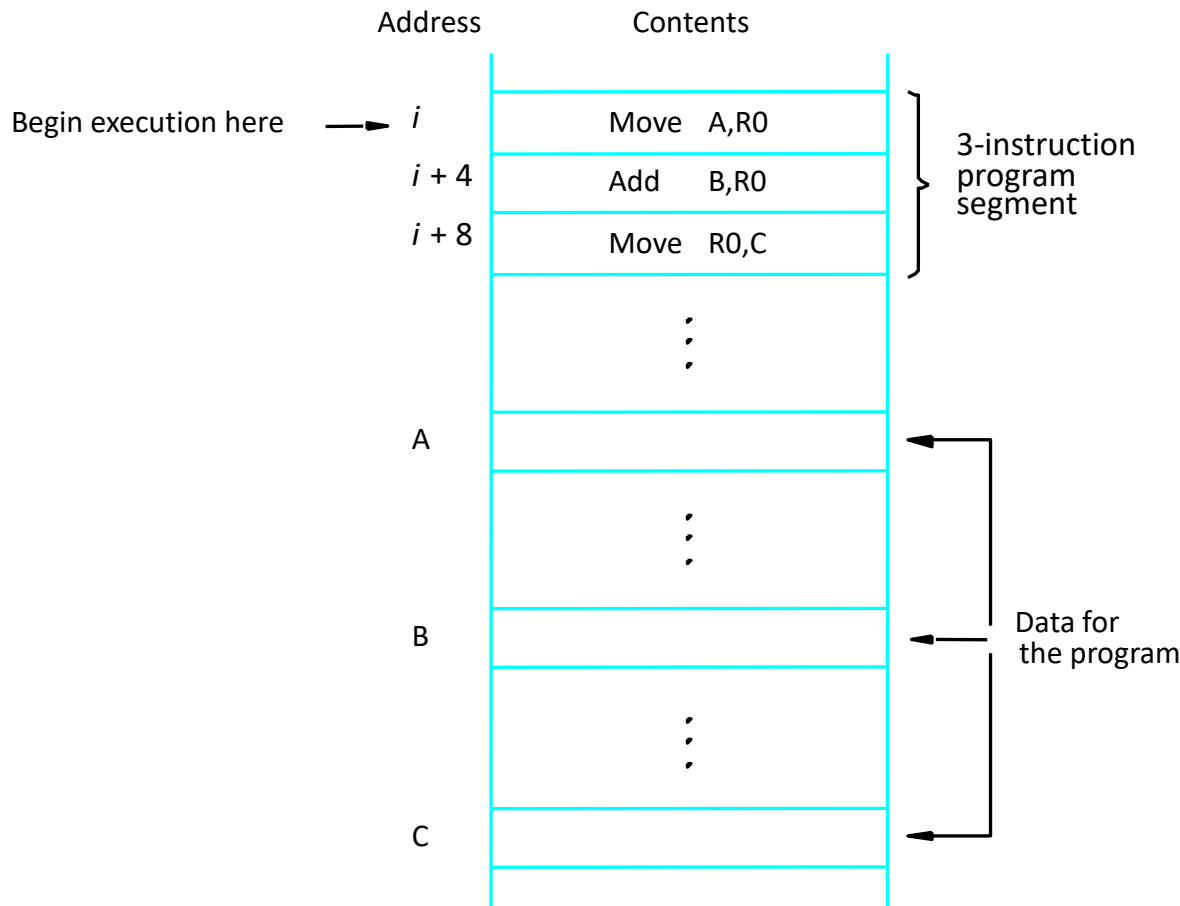 Address Contents
Begin execution here i Move A,R0
i + 4 Add B,R0
i + 8 Move R0,C
3-instruction
program
segment
A
B
Data for
the program
C